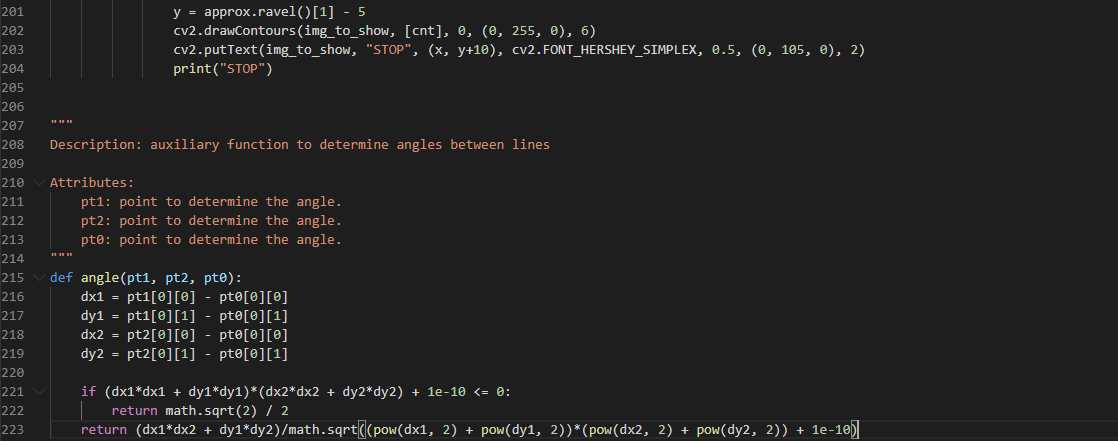 201 y = approx.ravel()[1] - 5
202 cv2.drawContours(img_to_show, [cnt], 0, (0, 255, 0), 6)
203 cv2.putText(img_to_show, "STOP", (x, y+10), cv2.FONT_HERSHEY_SIMPLEX, 0.5, (0, 105, 0), 2)
204 print("STOP")
205
206
207 """
208 Description: auxiliary function to determine angles between lines
209
210 Attributes:
211 pt1: point to determine the angle.
212 pt2: point to determine the angle.
213 pt0: point to determine the angle.
214 """
215 def angle(pt1, pt2, pt0):
216 dx1 = pt1[0][0] - pt0[0][0]
217 dy1 = pt1[0][1] - pt0[0][1]
218 dx2 = pt2[0][0] - pt0[0][0]
219 dy2 = pt2[0][1] - pt0[0][1]
220
221 if (dx1*dx1 + dy1*dy1)*(dx2*dx2 + dy2*dy2) + 1e-10 <= 0:
222 return math.sqrt(2) / 2
223 return (dx1*dx2 + dy1*dy2)/math.sqrt((pow(dx1, 2) + pow(dy1, 2))*(pow(dx2, 2) + pow(dy2, 2)) + 1e-10)